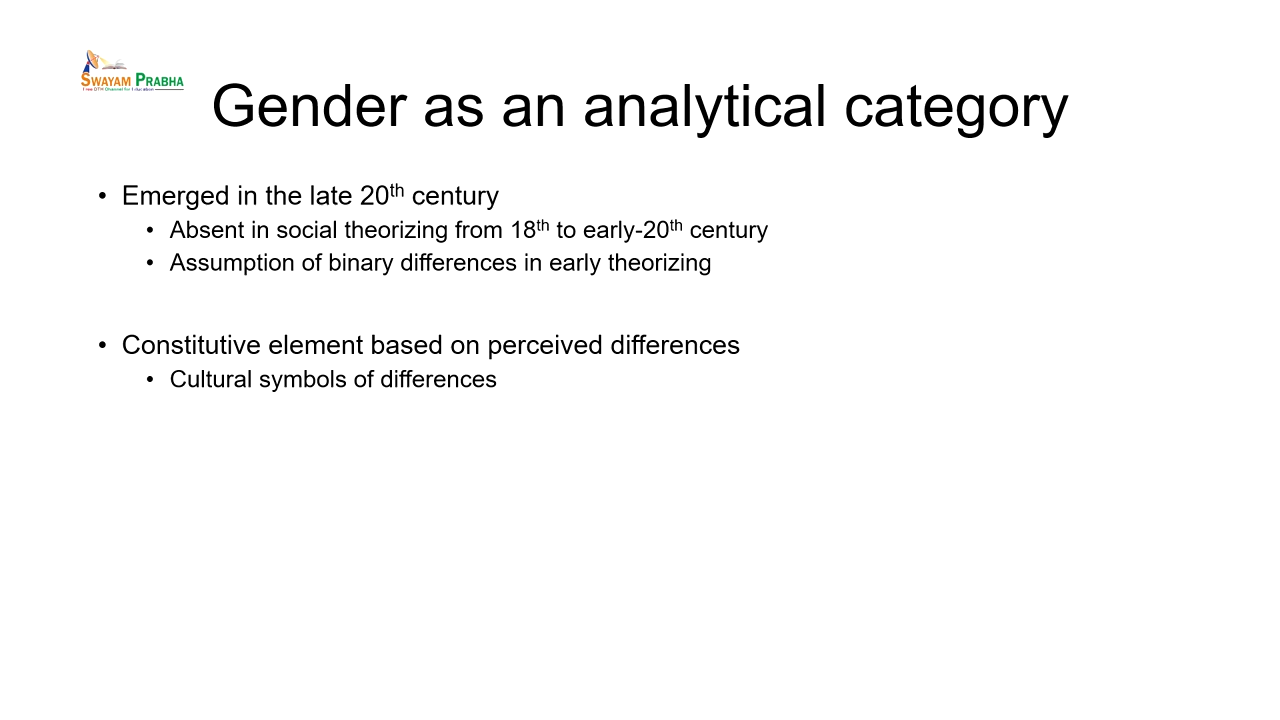 SWAYAM PRABHA
Gender as an analytical category
• Emerged in the late 20th century
• Absent in social theorizing from 18th to early-20th century
• Assumption of binary differences in early theorizing
• Constitutive element based on perceived differences
• Cultural symbols of differences